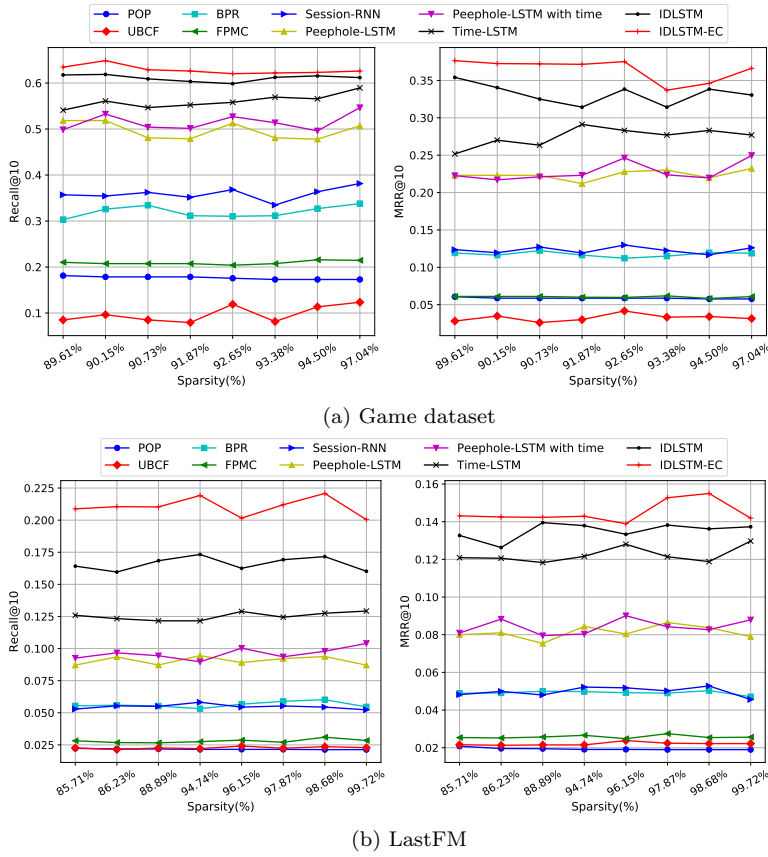 POP BPR Session-RNN Peephole-LSTM with time IDLSTM
UBCF FPMC Peephole-LSTM Time-LSTM IDLSTM-EC
Recall@10
0.6
0.5
0.4
0.3
0.2
0.1
89.61% 90.15% 90.73% 91.87% 92.65% 93.38% 94.50% 97.04%
Sparsity(%)
MRR@10
0.35
0.30
0.25
0.20
0.15
0.10
0.05
89.61% 90.15% 90.73% 91.87% 92.65% 93.38% 94.50% 97.04%
Sparsity(%)
(a) Game dataset
POP BPR Session-RNN Peephole-LSTM with time IDLSTM
UBCF FPMC Peephole-LSTM Time-LSTM IDLSTM-EC
Recall@10
0.225
0.200
0.175
0.150
0.125
0.100
0.075
0.050
0.025
85.71% 86.23% 88.89% 94.74% 96.15% 97.87% 98.68% 99.72%
Sparsity(%)
MRR@10
0.16
0.14
0.12
0.10
0.08
0.06
0.04
0.02
85.71% 86.23% 88.89% 94.74% 96.15% 97.87% 98.68% 99.72%
Sparsity(%)
(b) LastFM